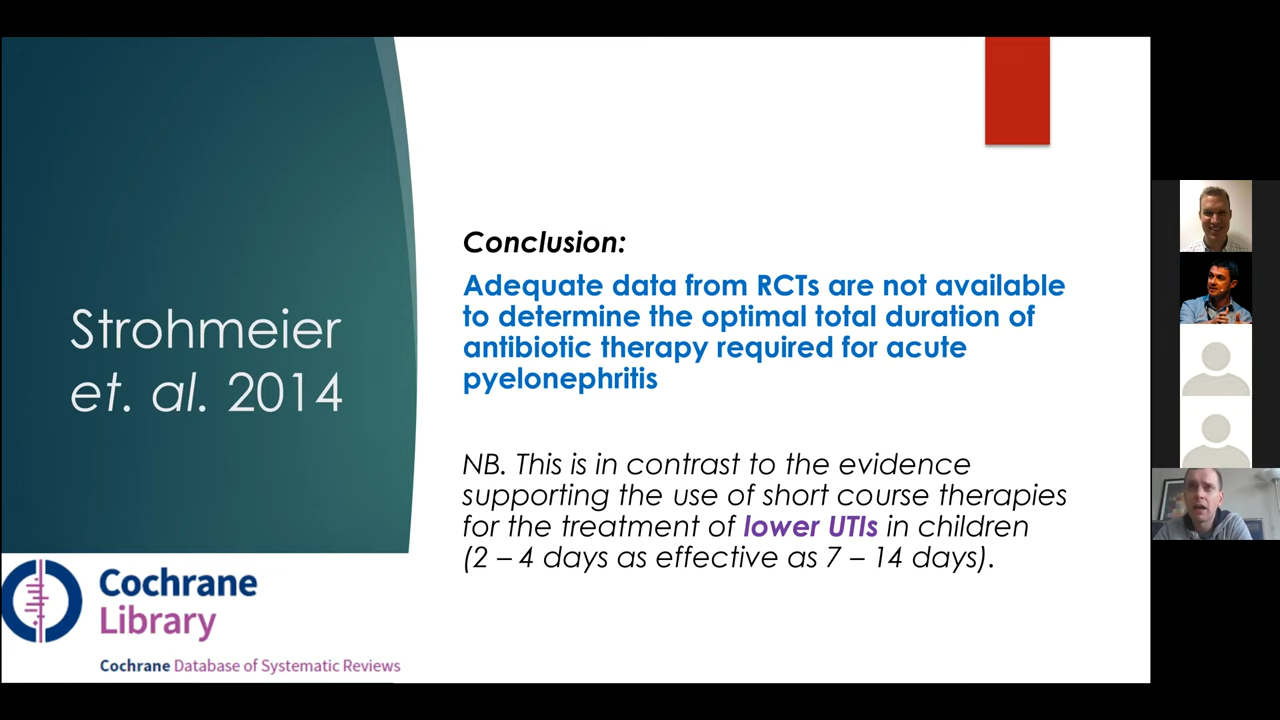 Strohmeier
et. al. 2014
Cochrane
Library
Cochrane Database of Systematic Reviews
Conclusion:
Adequate data from RCTs are not available
to determine the optimal total duration of
antibiotic therapy required for acute
pyelonephritis
NB. This is in contrast to the evidence
supporting the use of short course therapies
for the treatment of lower UTIs in children
(2 – 4 days as effective as 7 – 14 days).